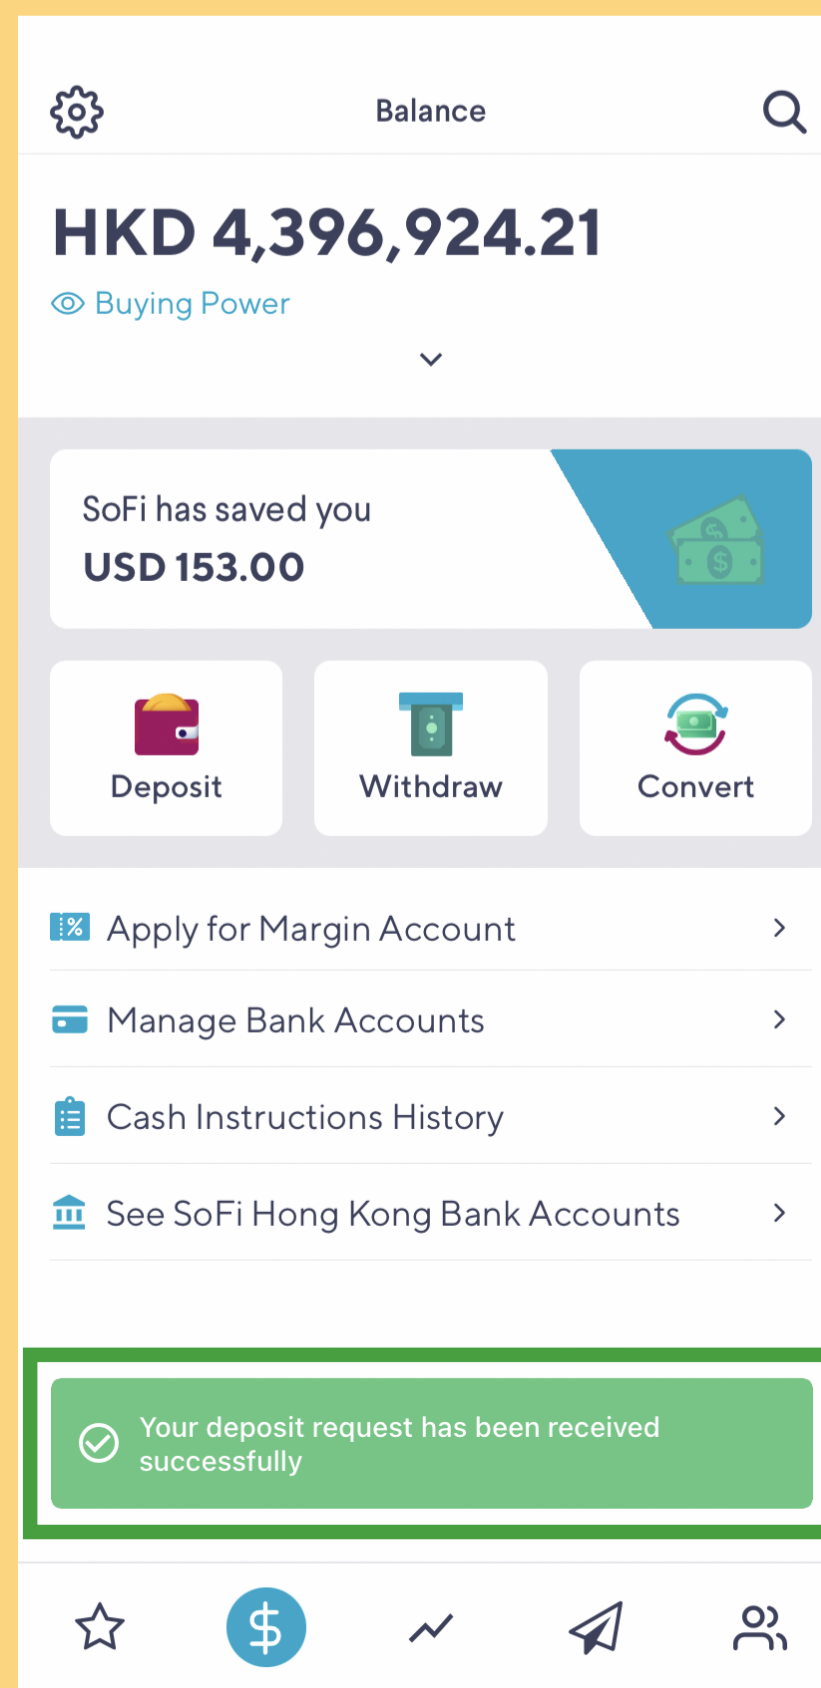 Balance
HKD 4,396,924.21
Buying Power
SoFi has saved you
USD 153.00
Deposit
Withdraw
Convert
Apply for Margin Account
Manage Bank Accounts
Cash Instructions History
See SoFi Hong Kong Bank Accounts
Your deposit request has been received
successfully